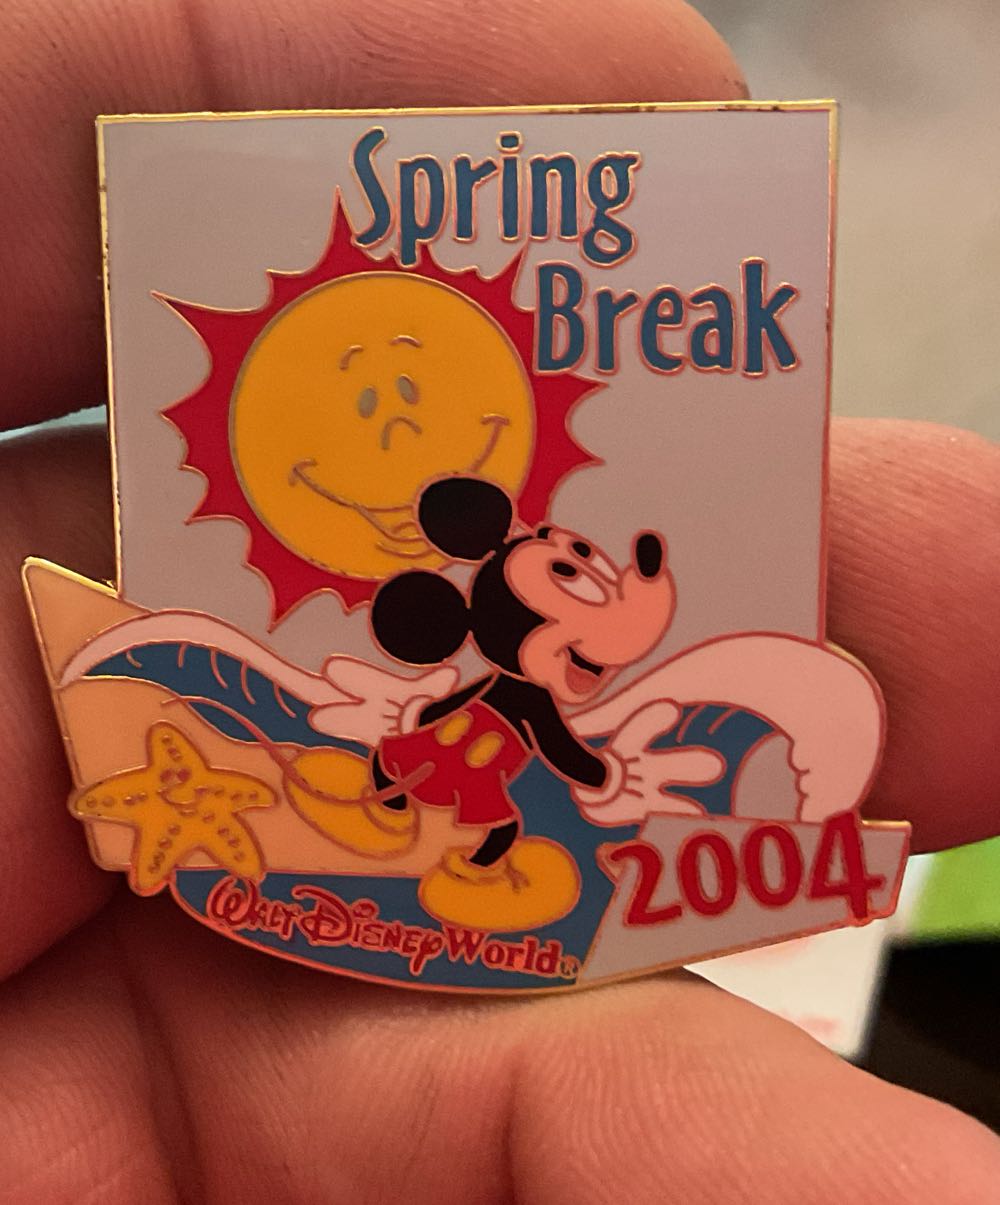 Spring
Break
2004
Walt Disney World®